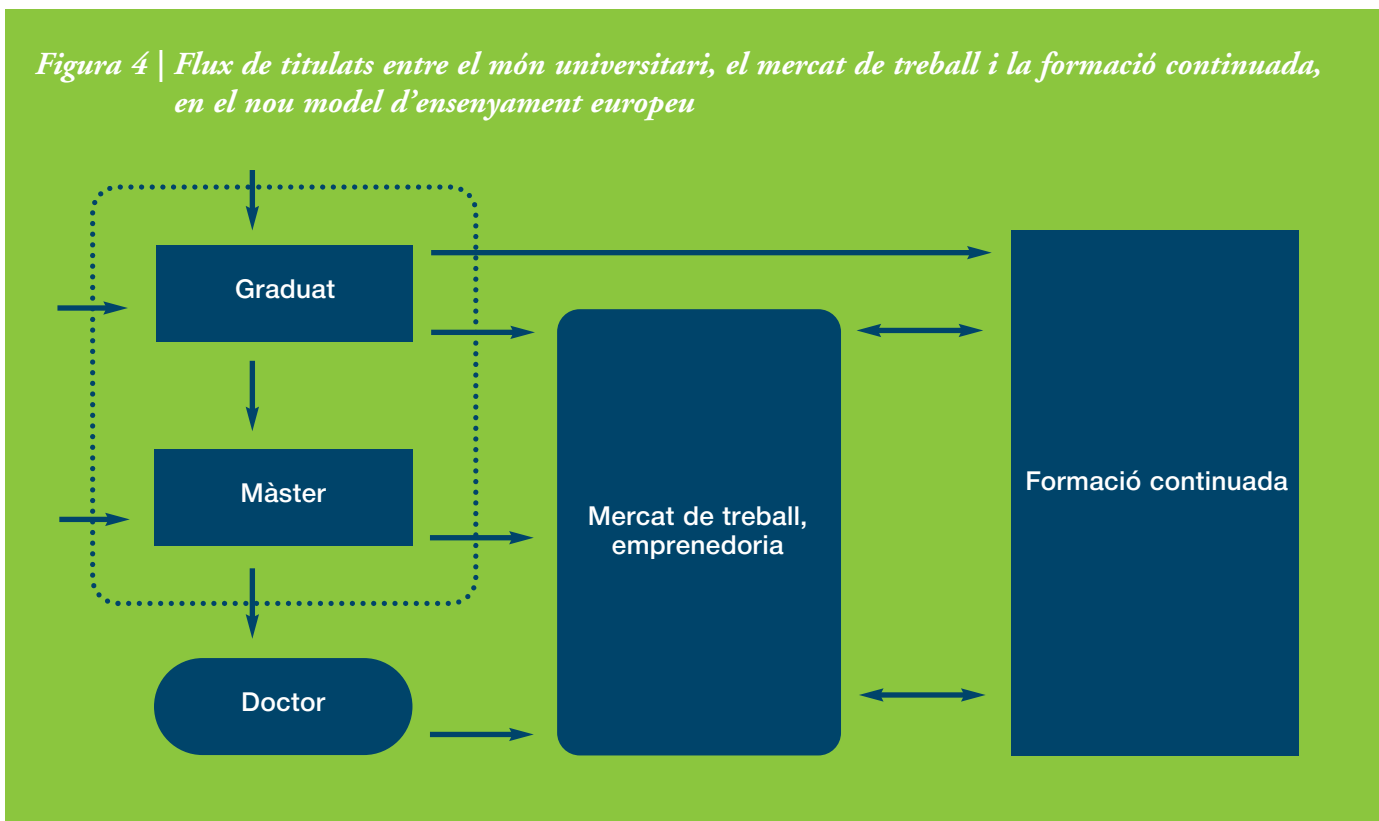 Figura 4 | Flux de titulats entre el món universitari, el mercat de treball i la formació continuada,
en el nou model d’ensenyament europeu
Graduat
Màster
Doctor
Mercat de treball,
emprenedoria
Formació continuada